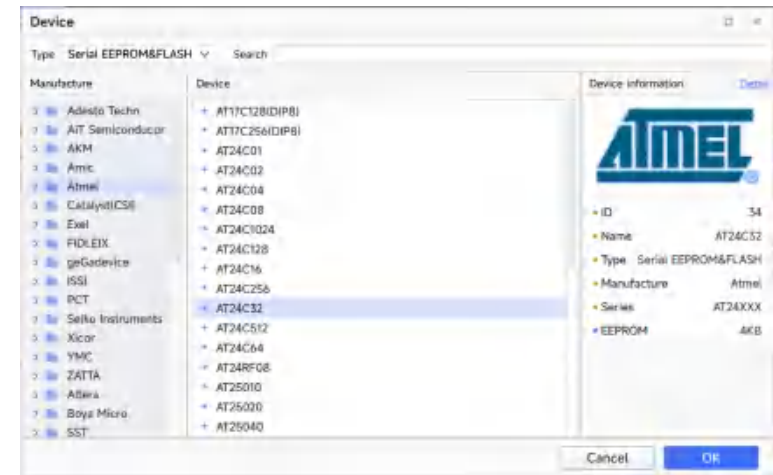 Device
Type Serial EEPROM&FLASH Search
Manufacture
Adesto Techn
AiT Semiconducor
AKM
Amic
Atmel
Catalyst(CSI)
Exel
FIDLEIX
geGadevice
ISSI
PCT
Seiko Instruments
Xicor
YMC
ZATTA
Altera
Boya Micro
SST
Device
AT17C128(DIP8)
AT17C256(DIP8)
AT24C01
AT24C02
AT24C04
AT24C08
AT24C1024
AT24C128
AT24C16
AT24C256
AT24C32
AT24C512
AT24C64
AT24RF08
AT25010
AT25020
AT25040
Device information
ATMEL
ID 34
Name AT24C32
Type Serial EEPROM&FLASH
Manufacture Atmel
Series AT24XXX
EEPROM 4KB
Cancel OK